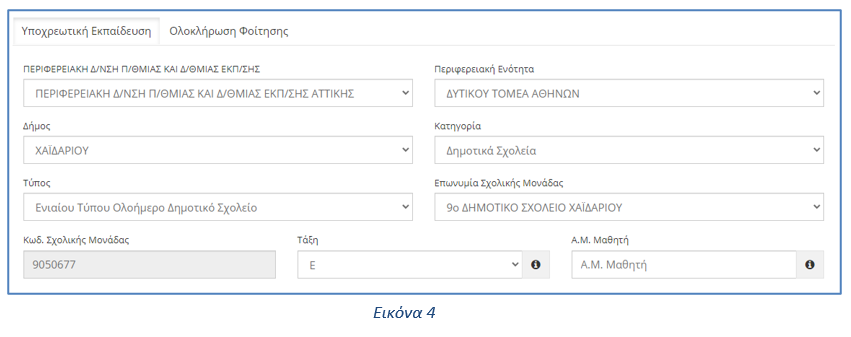 Υποχρεωτική Εκπαίδευση Ολοκλήρωση Φοίτησης
ΠΕΡΙΦΕΡΕΙΑΚΗ Δ/ΝΣΗ Π/ΘΜΙΑΣ ΚΑΙ Δ/ΘΜΙΑΣ ΕΚΠ/ΣΗΣ Περιφερειακή Ενότητα
ΠΕΡΙΦΕΡΕΙΑΚΗ Δ/ΝΣΗ Π/ΘΜΙΑΣ ΚΑΙ Δ/ΘΜΙΑΣ ΕΚΠ/ΣΗΣ ΑΤΤΙΚΗΣ ΔΥΤΙΚΟΥ ΤΟΜΕΑ ΑΘΗΝΩΝ
Δήμος Κατηγορία
ΧΑΪΔΑΡΙΟΥ Δημοτικά Σχολεία
Τύπος Επωνυμία Σχολικής Μονάδας
Ενιαίου Τύπου Ολοήμερο Δημοτικό Σχολείο 9ο ΔΗΜΟΤΙΚΟ ΣΧΟΛΕΙΟ ΧΑΪΔΑΡΙΟΥ
Κωδ. Σχολικής Μονάδας Τάξη Α.Μ. Μαθητή
9050677 Ε Α.Μ. Μαθητή
Εικόνα 4